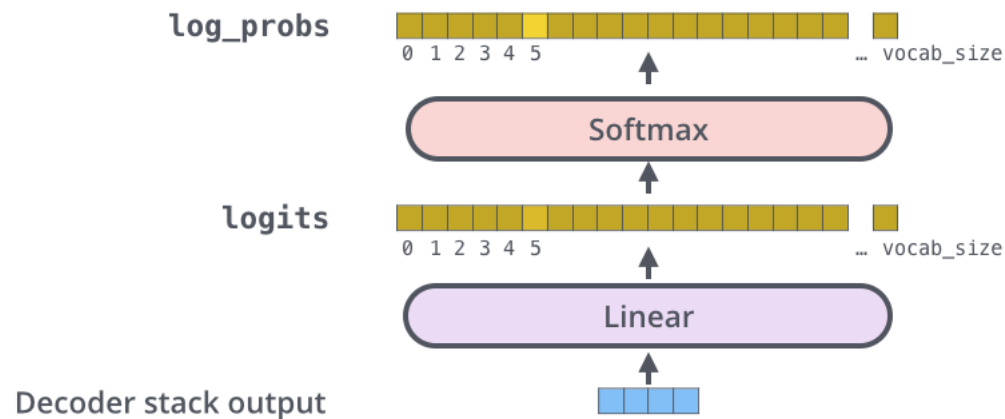 log_probs
0 1 2 3 4 5 … vocab_size
Softmax
logits
0 1 2 3 4 5 … vocab_size
Linear
Decoder stack output